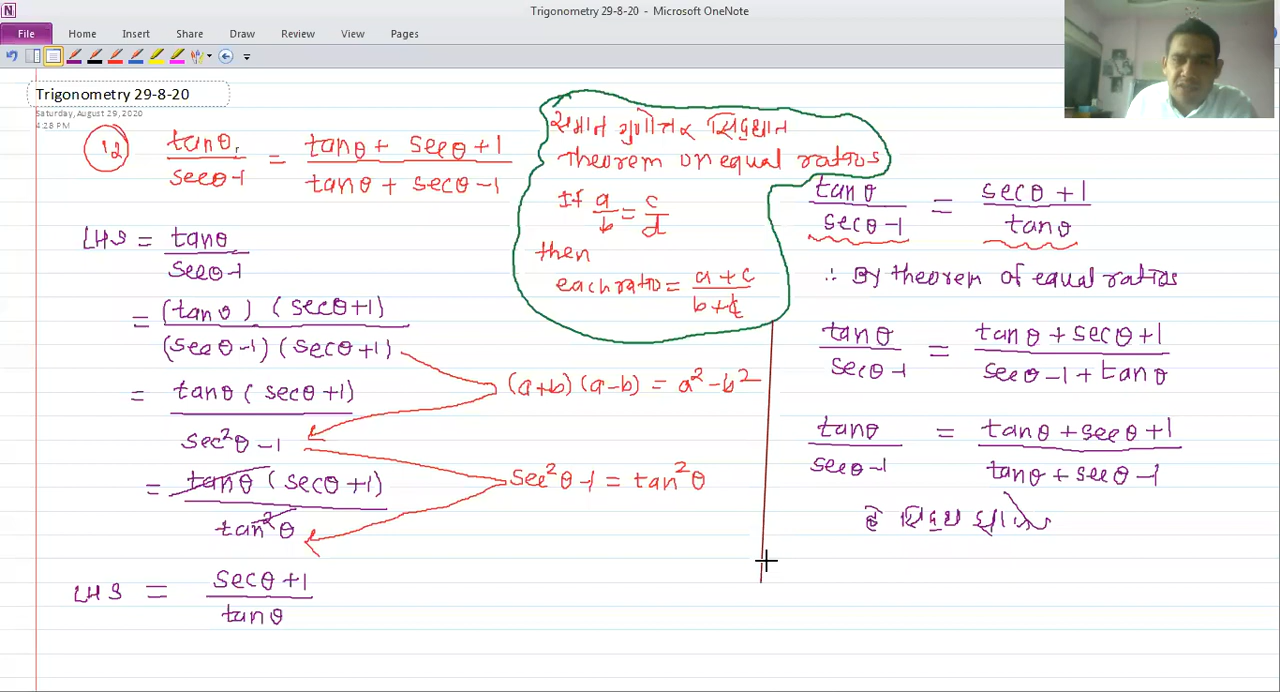 Trigonometry 29-8-20 - Microsoft OneNote
File Home Insert Share Draw Review View Pages
Trigonometry 29-8-20
Saturday, August 29, 2020
4:28 PM
12 tanθ / secθ-1 = tanθ + secθ+1 / tanθ + secθ-1
LHS = tanθ / secθ-1
= (tanθ) (secθ+1) / (secθ-1) (secθ+1)
= tanθ (secθ+1) / sec²θ-1
= tanθ (secθ+1) / tan²θ
LHS = secθ+1 / tanθ
समान गुणोत्तर सिद्धांत
Theorem on equal ratios
If a/b = c/d
then
each ratio = a+c / b+d
(a+b) (a-b) = a²-b²
sec²θ-1 = tan²θ
tanθ / secθ-1 = secθ+1 / tanθ
∴ By theorem of equal ratios
tanθ / secθ-1 = tanθ + secθ+1 / secθ-1 + tanθ
tanθ / secθ-1 = tanθ + secθ+1 / tanθ + secθ-1
हे सिद्ध होते